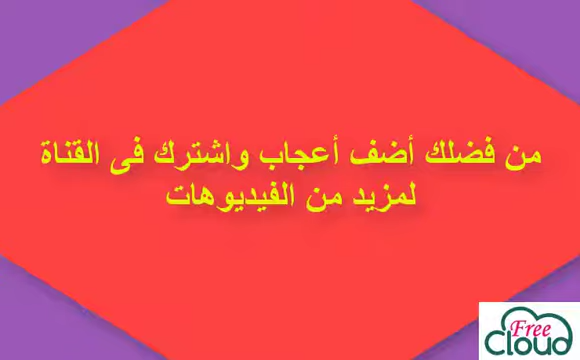 من فضلك أضف أعجاب واشترك فى القناة
لمزيد من الفيديوهات
Free
Cloud